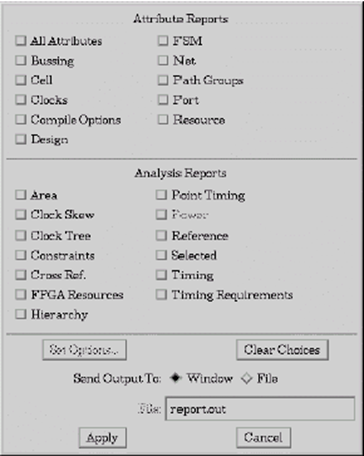 Attribute Reports
All Attributes FSM
Bussing Net
Cell Path Groups
Clocks Port
Compile Options Resource
Design
Analysis Reports
Area Point Timing
Clock Skew Power
Clock Tree Reference
Constraints Selected
Cross Ref. Timing
FPGA Resources Timing Requirements
Hierarchy
Set Options... Clear Choices
Send Output To: Window File
File: report.out
Apply Cancel